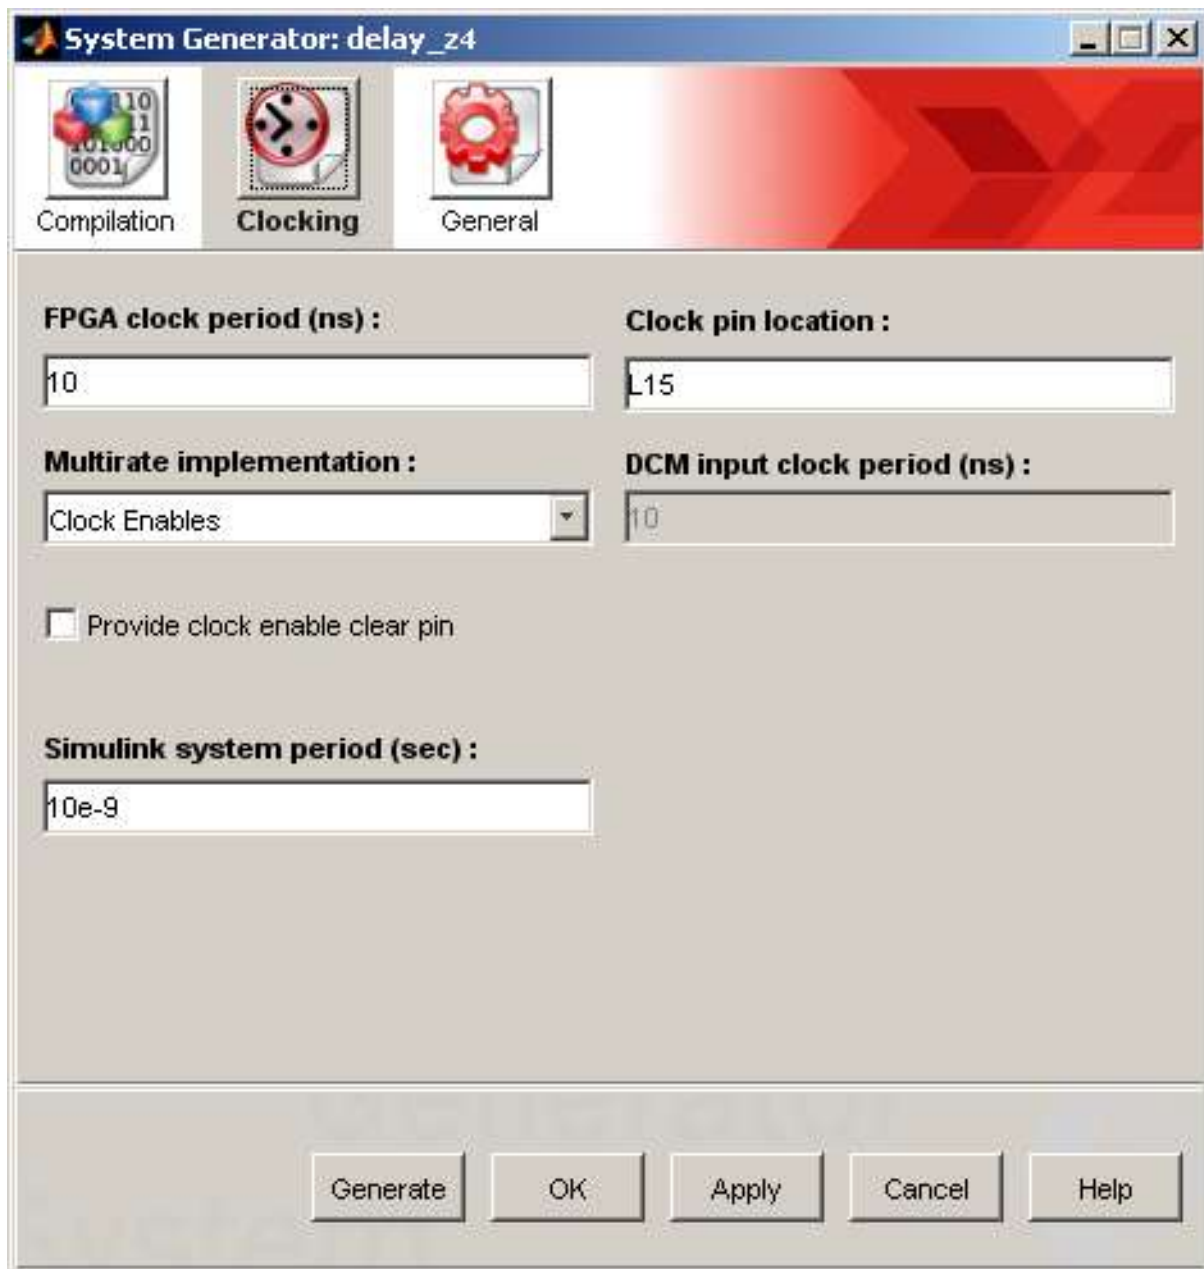 System Generator: delay_z4
Compilation
Clocking
General
FPGA clock period (ns) :
Clock pin location :
10
L15
Multirate implementation :
DCM input clock period (ns) :
Clock Enables
10
Provide clock enable clear pin
Simulink system period (sec) :
10e-9
Generator
System
Generate
OK
Apply
Cancel
Help